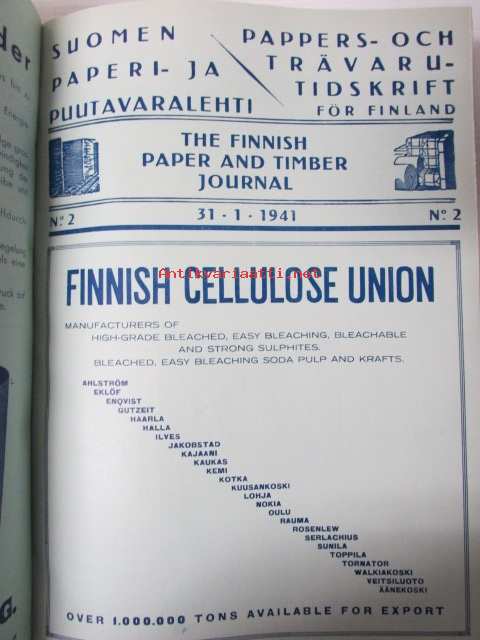 der
Energie
SUOMEN
PAPERI- JA
PUUTAVARALEHTI
PAPPERS- OCH
TRÄVARU-
TIDSKRIFT
FÖR FINLAND
THE FINNISH
PAPER AND TIMBER
JOURNAL
No. 2
31 - 1 - 1941
No. 2
Antikvariaatti.net
FINNISH CELLULOSE UNION
MANUFACTURERS OF
HIGH-GRADE BLEACHED, EASY BLEACHING, BLEACHABLE
AND STRONG SULPHITES.
BLEACHED, EASY BLEACHING SODA PULP AND KRAFTS.
AHLSTRÖM
EKLÖF
ENQVIST
GUTZEIT
HAARLA
HALLA
ILVES
JAKOBSTAD
KAJAANI
KAUKAS
KEMI
KOTKA
KUUSANKOSKI
LOHJA
NOKIA
OULU
RAUMA
ROSENLEW
SERLACHIUS
SUNILA
TOPPILA
TORNATOR
WALKIAKOSKI
VEITSILUOTO
ÄÄNEKOSKI
OVER 1.000.000 TONS AVAILABLE FOR EXPORT